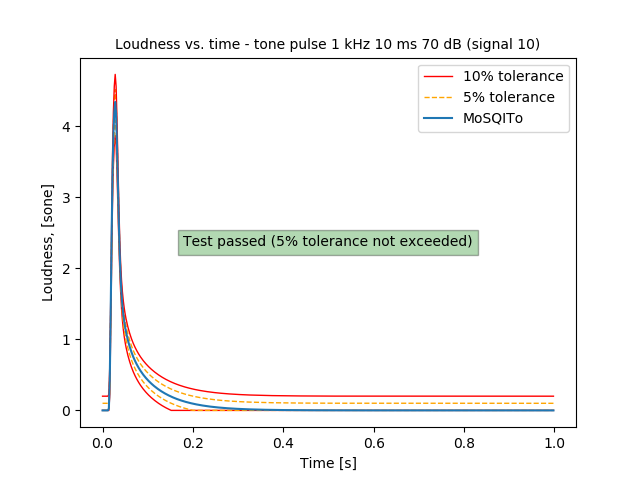 Loudness vs. time - tone pulse 1 kHz 10 ms 70 dB (signal 10)
10% tolerance
5% tolerance
MoSQITo
Test passed (5% tolerance not exceeded)
Loudness, [sone]
4
3
2
1
0
0.0 0.2 0.4 0.6 0.8 1.0
Time [s]